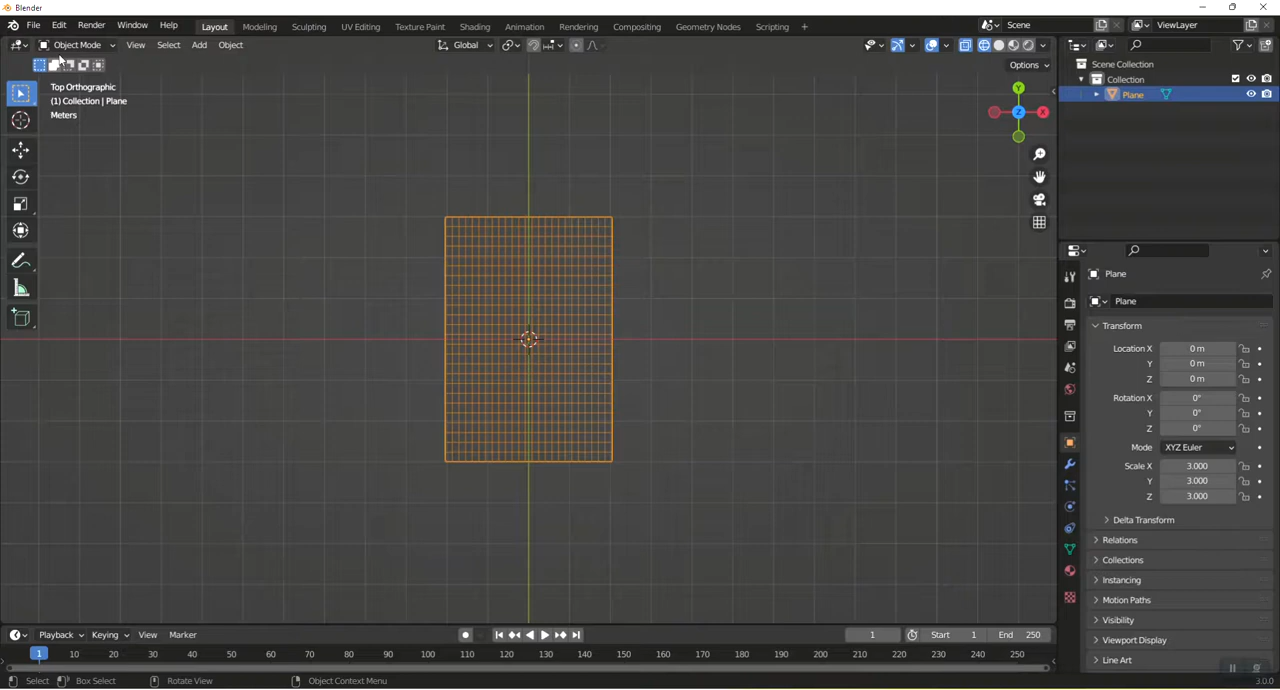 Blender
File Edit Render Window Help Layout Modeling Sculpting UV Editing Texture Paint Shading Animation Rendering Compositing Geometry Nodes Scripting + Scene ViewLayer
Object Mode View Select Add Object Global
Options
Top Orthographic
(1) Collection | Plane
Meters
Y
Z
X
Scene Collection
Collection
Plane
Plane
Plane
Transform
Location X 0 m
Y 0 m
Z 0 m
Rotation X 0°
Y 0°
Z 0°
Mode XYZ Euler
Scale X 3.000
Y 3.000
Z 3.000
Delta Transform
Relations
Collections
Instancing
Motion Paths
Visibility
Viewport Display
Line Art
Playback Keying View Marker 1 Start 1 End 250
1 10 20 30 40 50 60 70 80 90 100 110 120 130 140 150 160 170 180 190 200 210 220 230 240 250
Select Box Select Rotate View Object Context Menu 3.0.0